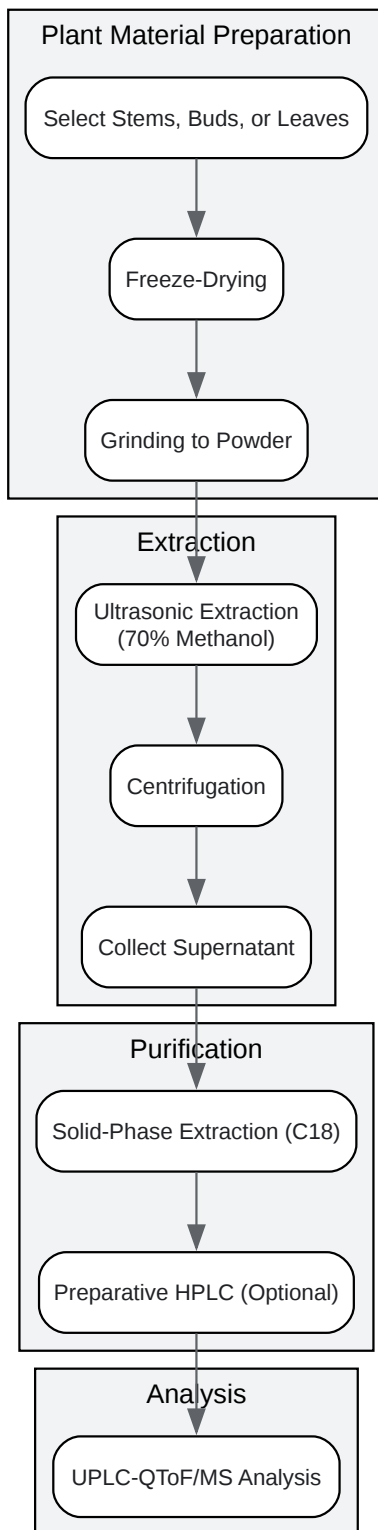 Plant Material Preparation
Select Stems, Buds, or Leaves
Freeze-Drying
Grinding to Powder
Extraction
Ultrasonic Extraction
(70% Methanol)
Centrifugation
Collect Supernatant
Purification
Solid-Phase Extraction (C18)
Preparative HPLC (Optional)
Analysis
UPLC-QToF/MS Analysis